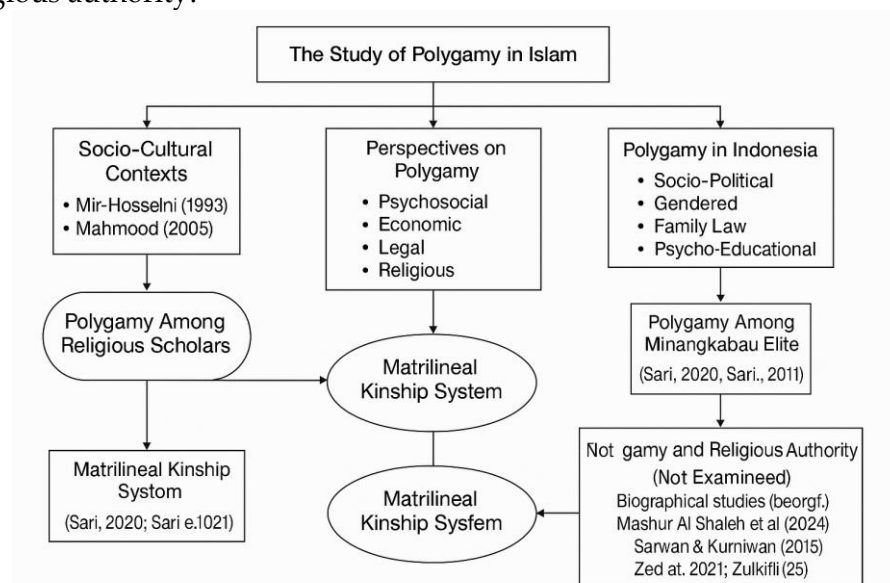 gious authority.
The Study of Polygamy in Islam
Socio-Cultural
Contexts
• Mir-Hosselni (1993)
• Mahmood (2005)
Perspectives on
Polygamy
• Psychosocial
• Economic
• Legal
• Religious
Polygamy in Indonesia
• Socio-Political
• Gendered
• Family Law
• Psycho-Educational
Polygamy Among
Religious Scholars
Matrilineal
Kinship System
Polygamy Among
Minangkabau Elite
(Sari, 2020, Sari., 2011)
Matrilineal Kinship
Systom
(Sari, 2020; Sari e.1021)
Matrilineal
Kinship Sysfem
Not gamy and Religious Authority
(Not Examineed)
Biographical studies (beorgf.)
Mashur Al Shaleh et al (2024)
Sarwan & Kurniwan (2015)
Zed at. 2021; Zulkifli (25)